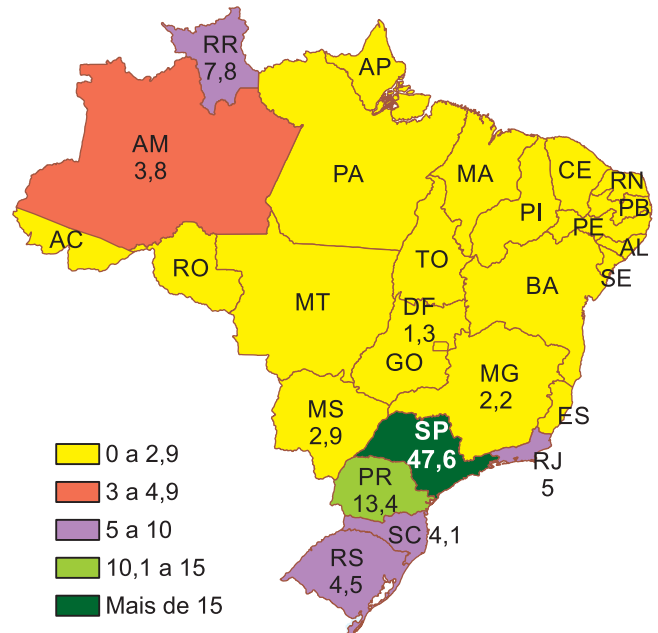 RR
7,8
AP
AM
3,8
PA
MA
CE
RN
PI
PB
PE
AC
AL
RO
TO
SE
MT
BA
DF
1,3
GO
MG
2,2
MS
2,9
ES
SP
47,6
RJ
5
PR
13,4
SC 4,1
RS
4,5
0 a 2,9
3 a 4,9
5 a 10
10,1 a 15
Mais de 15